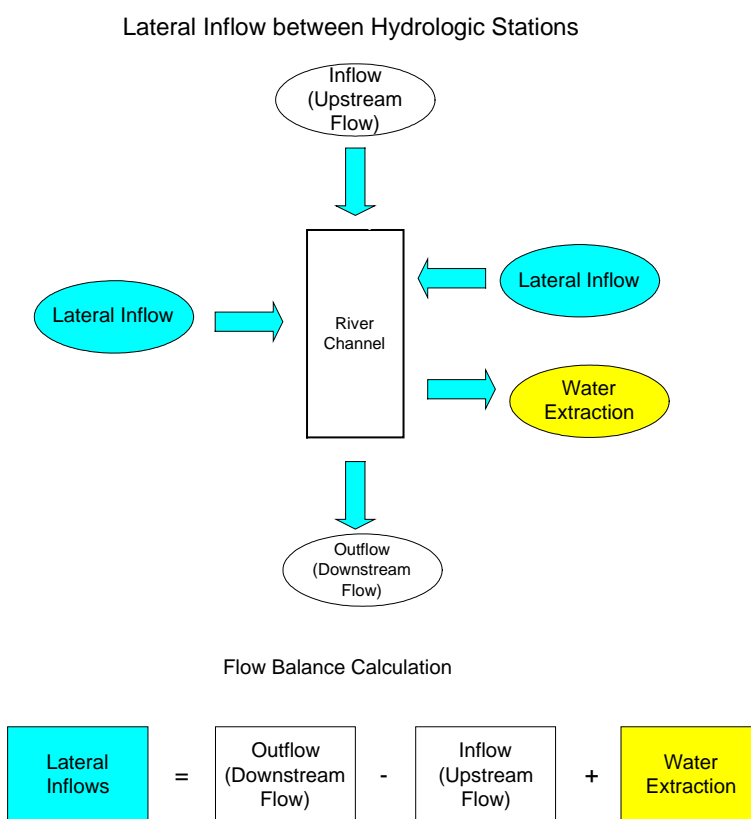 Lateral Inflow between Hydrologic Stations
Inflow
(Upstream
Flow)
Lateral Inflow
Lateral Inflow
River
Channel
Water
Extraction
Outflow
(Downstream
Flow)
Flow Balance Calculation
Lateral
Inflows
=
Outflow
(Downstream
Flow)
-
Inflow
(Upstream
Flow)
+
Water
Extraction